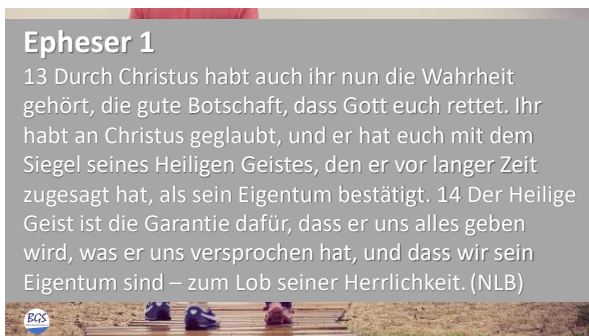 Epheser 1
13 Durch Christus habt auch ihr nun die Wahrheit
gehört, die gute Botschaft, dass Gott euch rettet. Ihr
habt an Christus geglaubt, und er hat euch mit dem
Siegel seines Heiligen Geistes, den er vor langer Zeit
zugesagt hat, als sein Eigentum bestätigt. 14 Der Heilige
Geist ist die Garantie dafür, dass er uns alles geben
wird, was er uns versprochen hat, und dass wir sein
Eigentum sind – zum Lob seiner Herrlichkeit. (NLB)
BGS